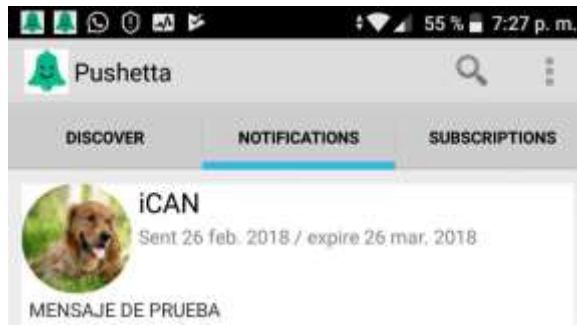 55 % 7:27 p. m.
Pushetta
DISCOVER NOTIFICATIONS SUBSCRIPTIONS
iCAN
Sent 26 feb. 2018 / expire 26 mar. 2018
MENSAJE DE PRUEBA